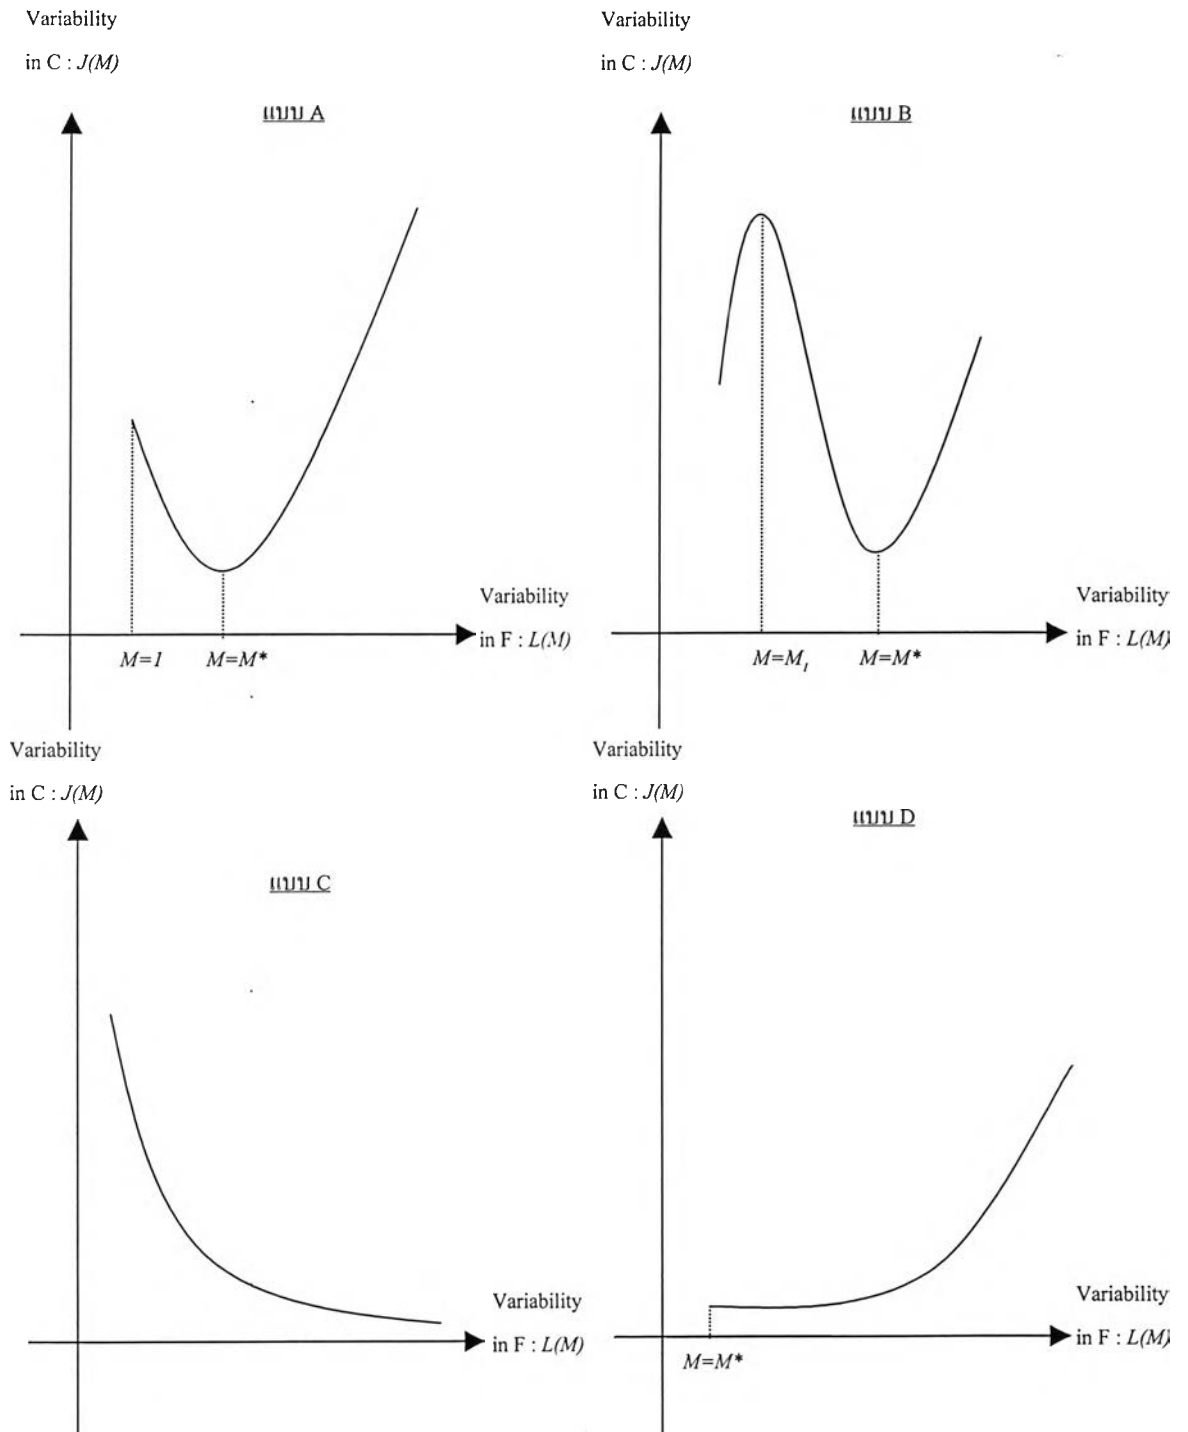 Variability
in C : J(M)
แบบ A
Variability
in F : L(M)
M=1
M=M*
Variability
in C : J(M)
แบบ B
Variability
in F : L(M)
M=M₁
M=M*
Variability
in C : J(M)
แบบ C
Variability
in F : L(M)
Variability
in C : J(M)
แบบ D
Variability
in F : L(M)
M=M*